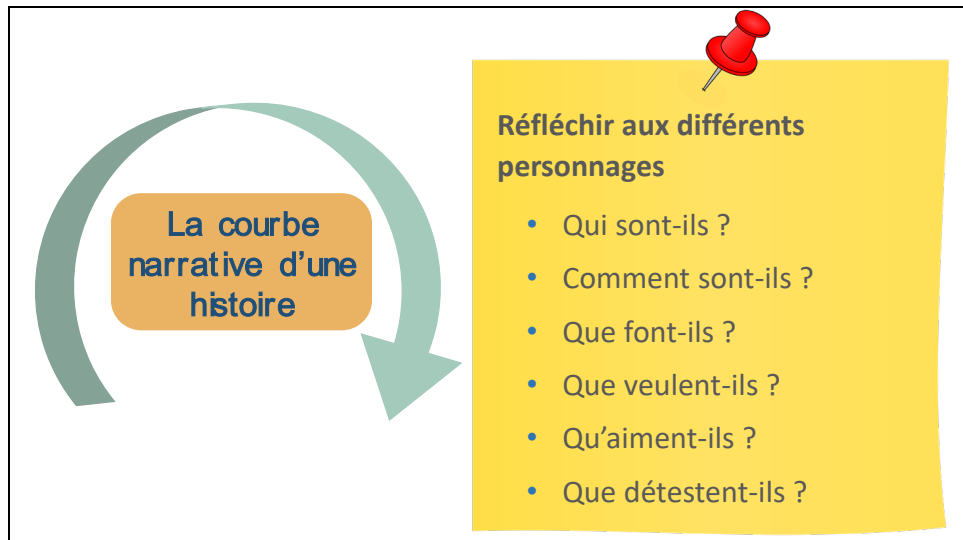 La courbe
narrative d’une
histoire
Réfléchir aux différents
personnages
• Qui sont-ils ?
• Comment sont-ils ?
• Que font-ils ?
• Que veulent-ils ?
• Qu’aiment-ils ?
• Que détestent-ils ?